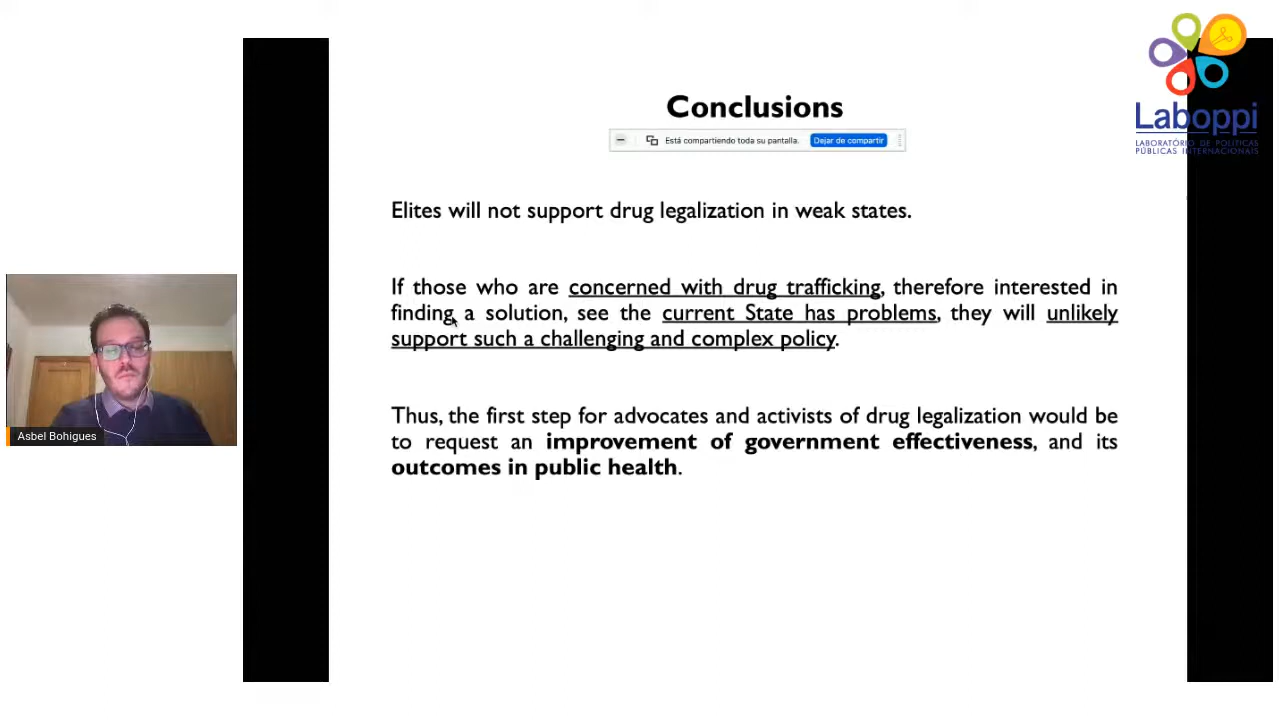 Laboppi
LABORATÓRIO DE POLÍTICAS
PÚBLICAS INTERNACIONAIS
Conclusions
Está compartiendo toda su pantalla.
Dejar de compartir
Elites will not support drug legalization in weak states.
If those who are concerned with drug trafficking, therefore interested in
finding a solution, see the current State has problems, they will unlikely
support such a challenging and complex policy.
Thus, the first step for advocates and activists of drug legalization would be
to request an improvement of government effectiveness, and its
outcomes in public health.
Asbel Bohigues